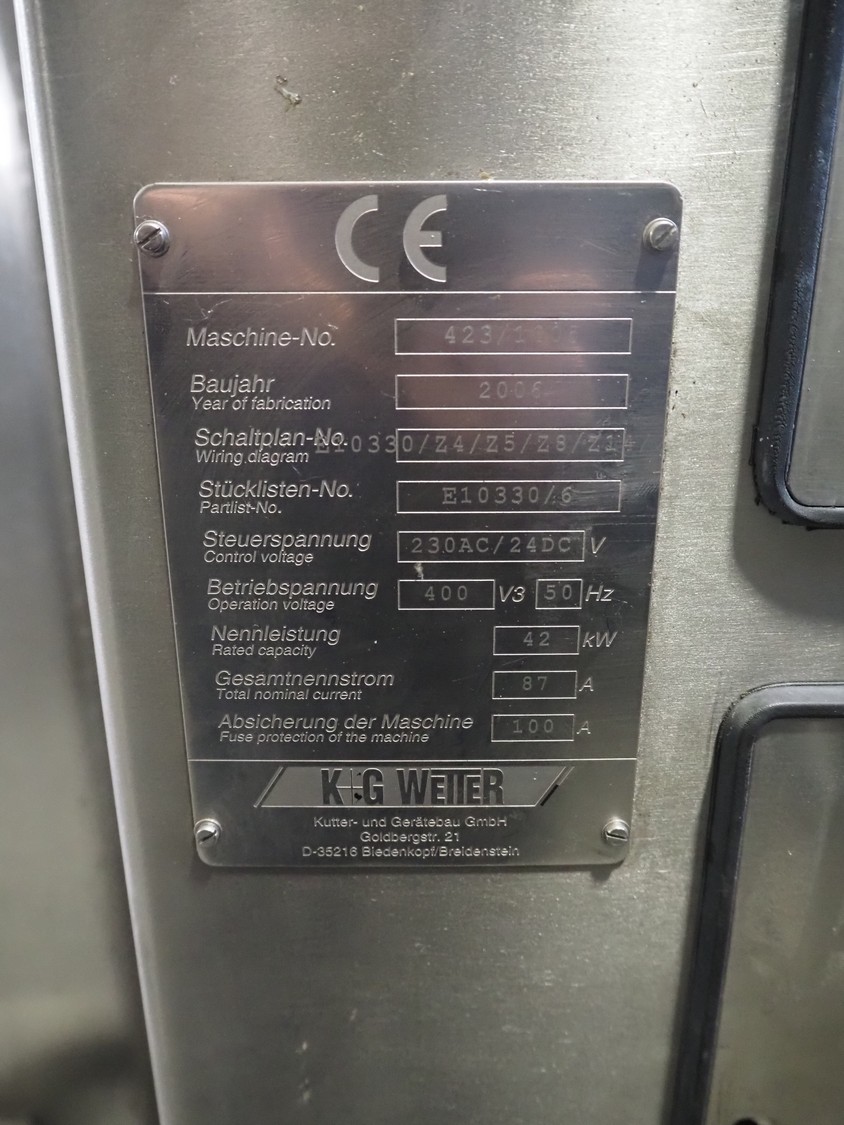 CE
Maschine-No.
Baujahr 2006
Year of fabrication
Schaltplan-No. E10330/Z4/Z5/Z8/Z14
Wiring diagram
Stücklisten-No. E10330/6
Partlist-No.
Steuerspannung 230AC/24DC V
Control voltage
Betriebspannung 400 V3 50 Hz
Operation voltage
Nennleistung 42 kW
Rated capacity
Gesamtnennstrom 87 A
Total nominal current
Absicherung der Maschine 100 A
Fuse protection of the machine
K+G WETTER
Kutter- und Gerätebau GmbH
Goldbergstr. 21
D-35216 Biedenkopf/Breidenstein